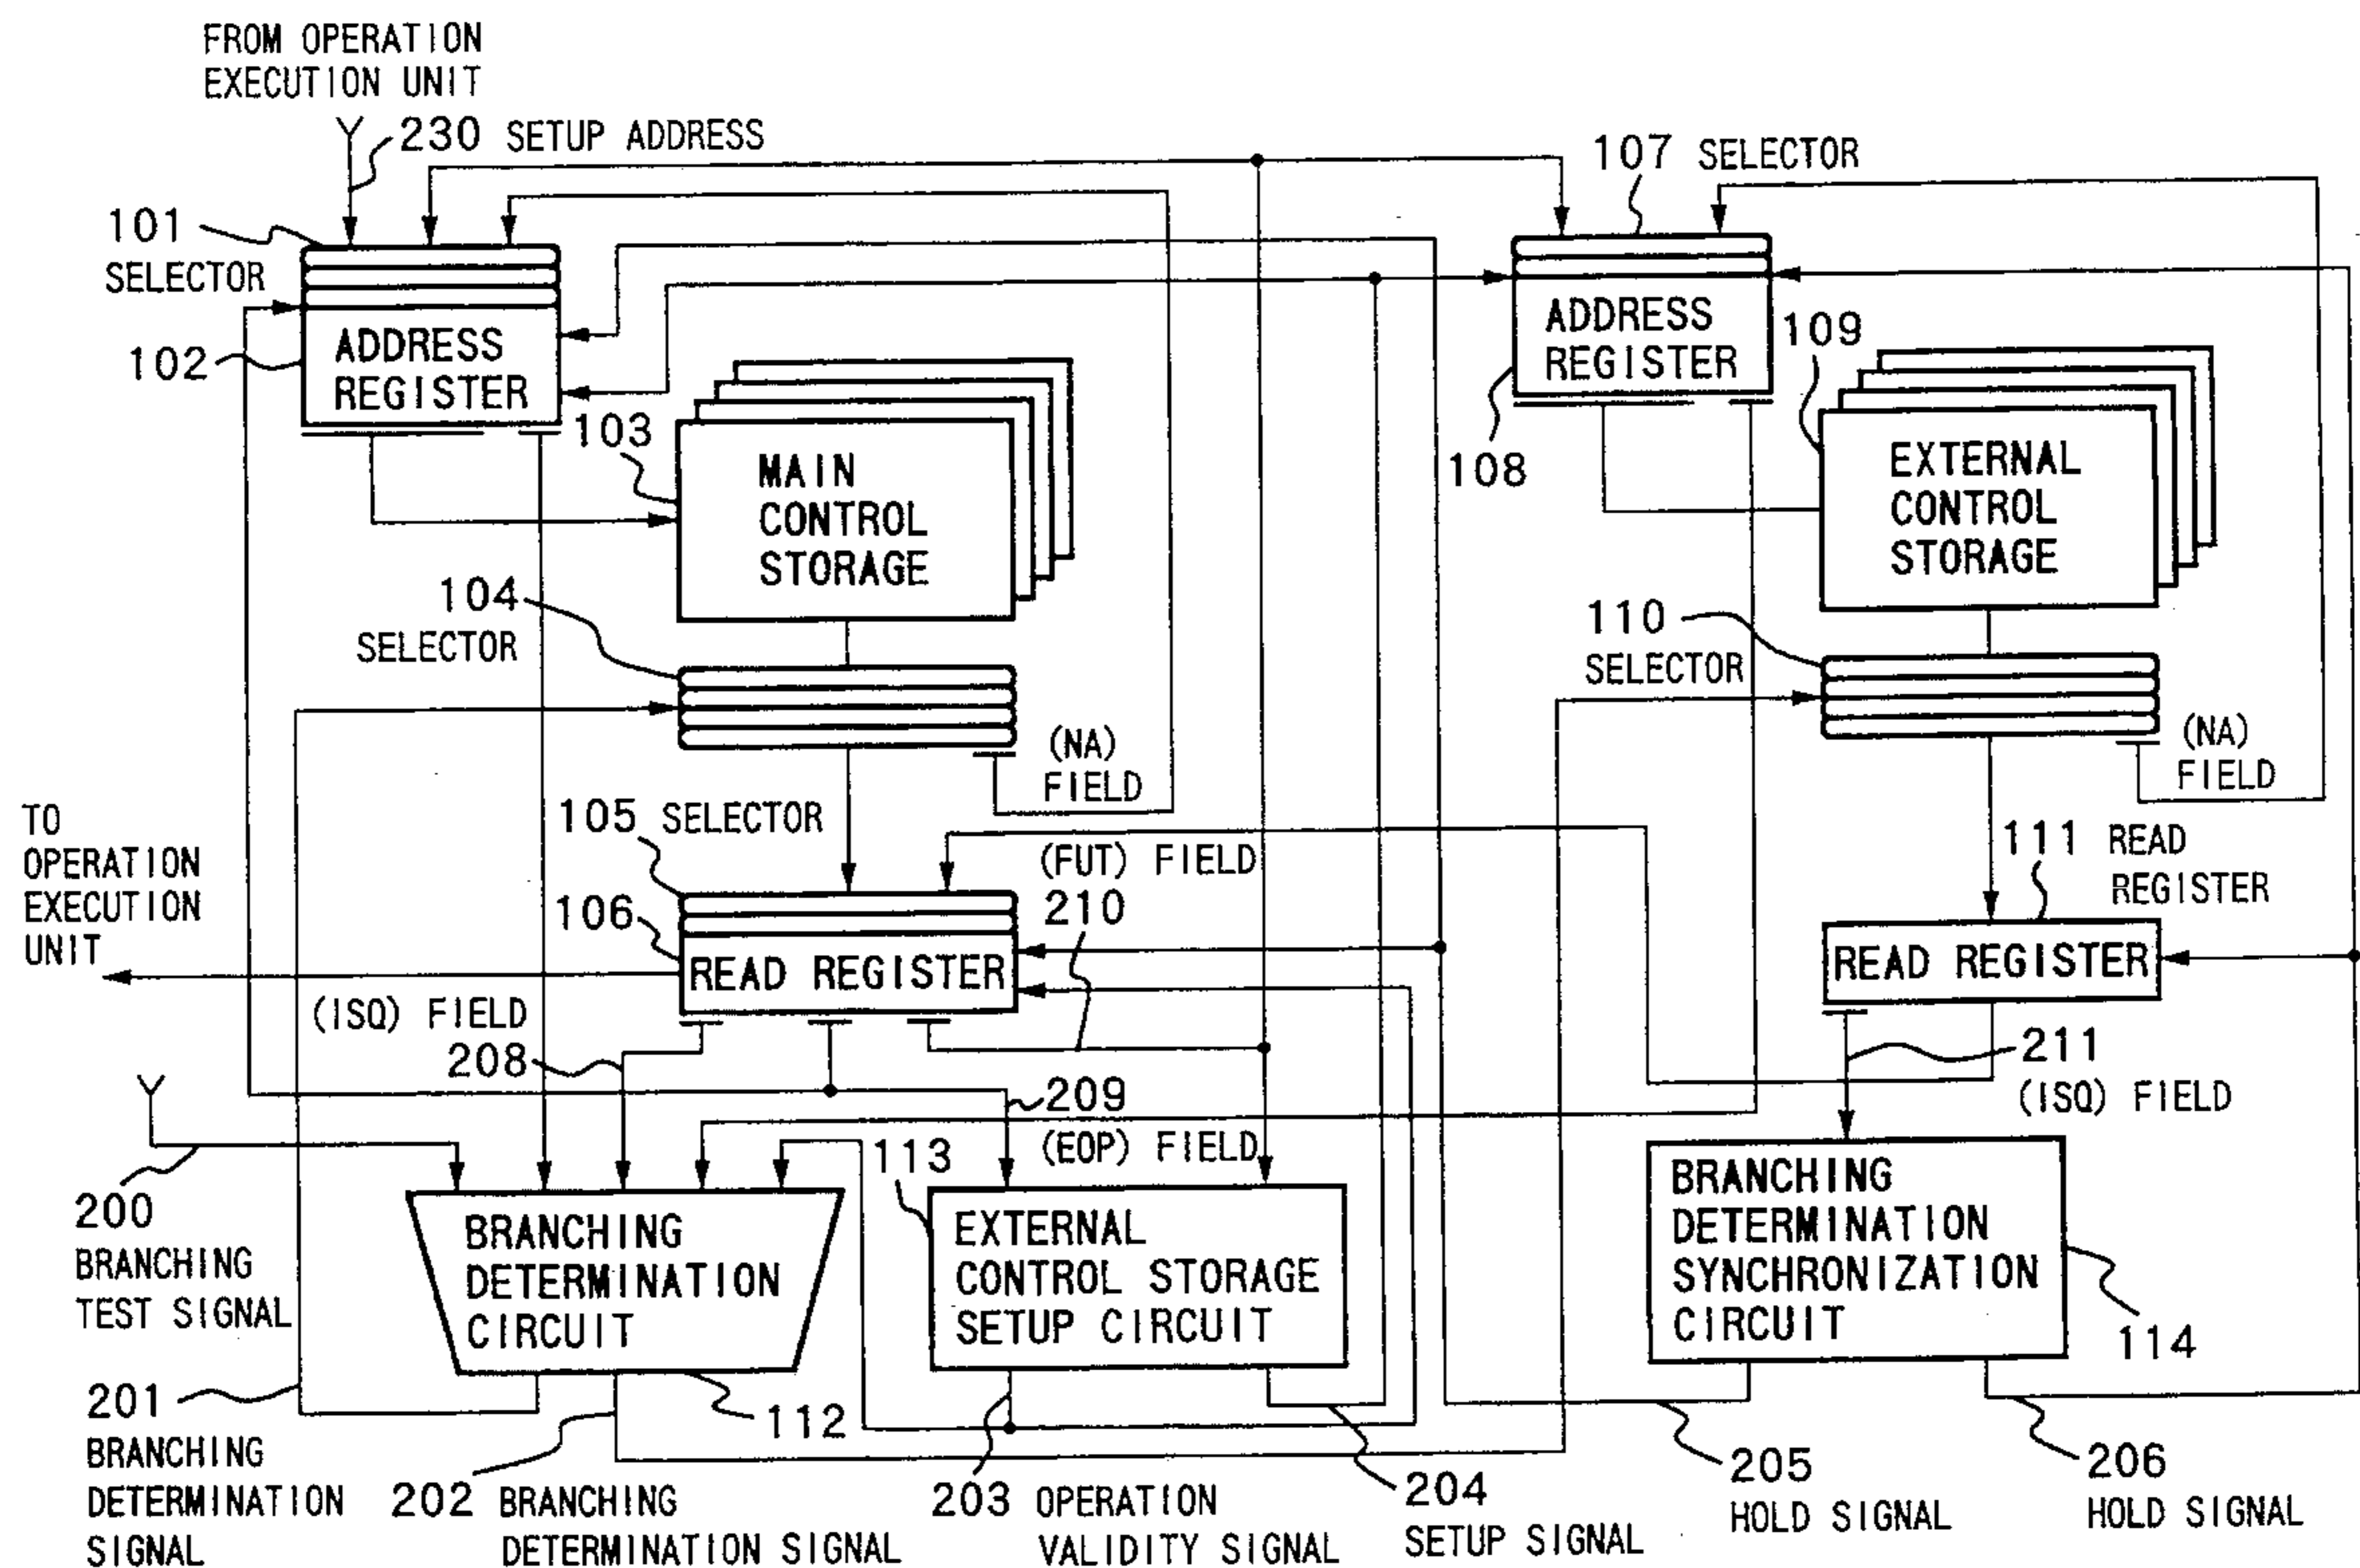 FROM OPERATION
EXECUTION UNIT
230 SETUP ADDRESS
107 SELECTOR
101
SELECTOR
102
ADDRESS
REGISTER
ADDRESS
REGISTER
109
108
103
MAIN
CONTROL
STORAGE
EXTERNAL
CONTROL
STORAGE
104
SELECTOR
110
SELECTOR
(NA)
FIELD
(NA)
FIELD
TO
OPERATION
EXECUTION
UNIT
105 SELECTOR
(FUT) FIELD
210
111 READ
REGISTER
106
READ REGISTER
READ REGISTER
(ISQ) FIELD
208
209
(EOP) FIELD
211
(ISQ) FIELD
113
200
BRANCHING
TEST SIGNAL
BRANCHING
DETERMINATION
CIRCUIT
EXTERNAL
CONTROL STORAGE
SETUP CIRCUIT
BRANCHING
DETERMINATION
SYNCHRONIZATION
CIRCUIT
114
201
BRANCHING
DETERMINATION
SIGNAL
112
202 BRANCHING
DETERMINATION SIGNAL
203 OPERATION
VALIDITY SIGNAL
204
SETUP SIGNAL
205
HOLD SIGNAL
206
HOLD SIGNAL